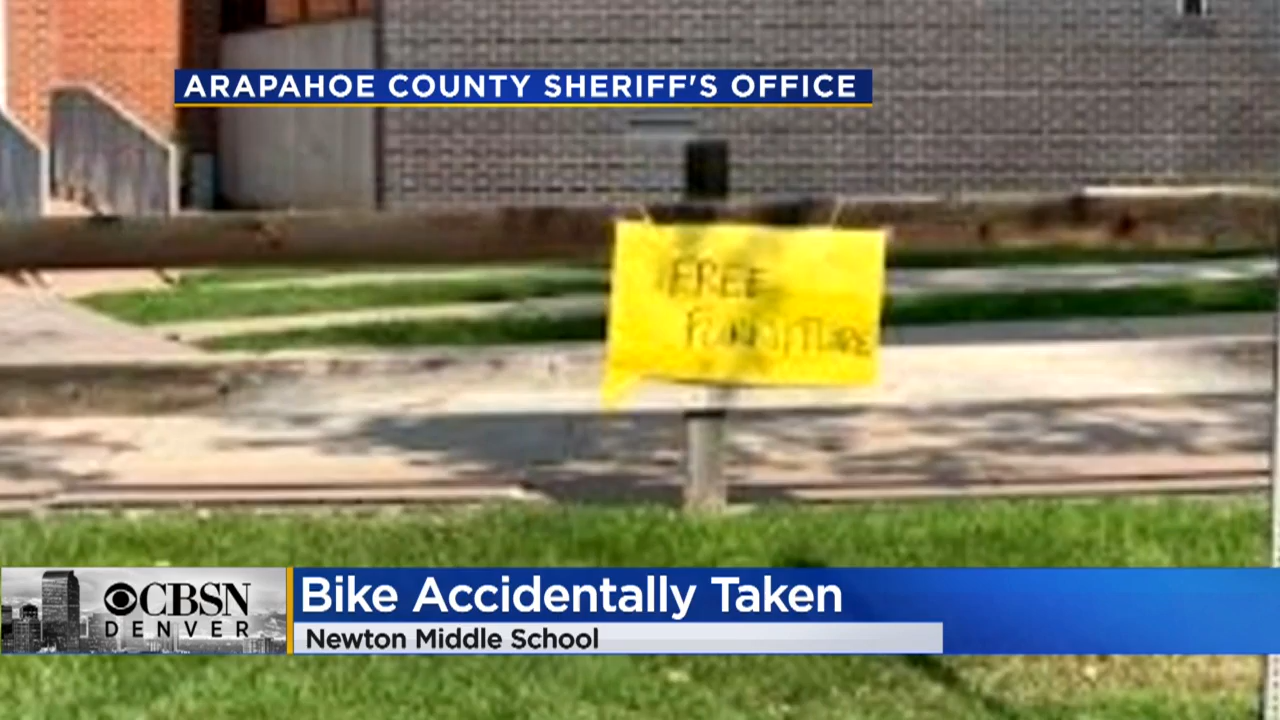 ARAPAHOE COUNTY SHERIFF'S OFFICE
FREE
FURNITURE
CBSN
DENVER
Bike Accidentally Taken
Newton Middle School